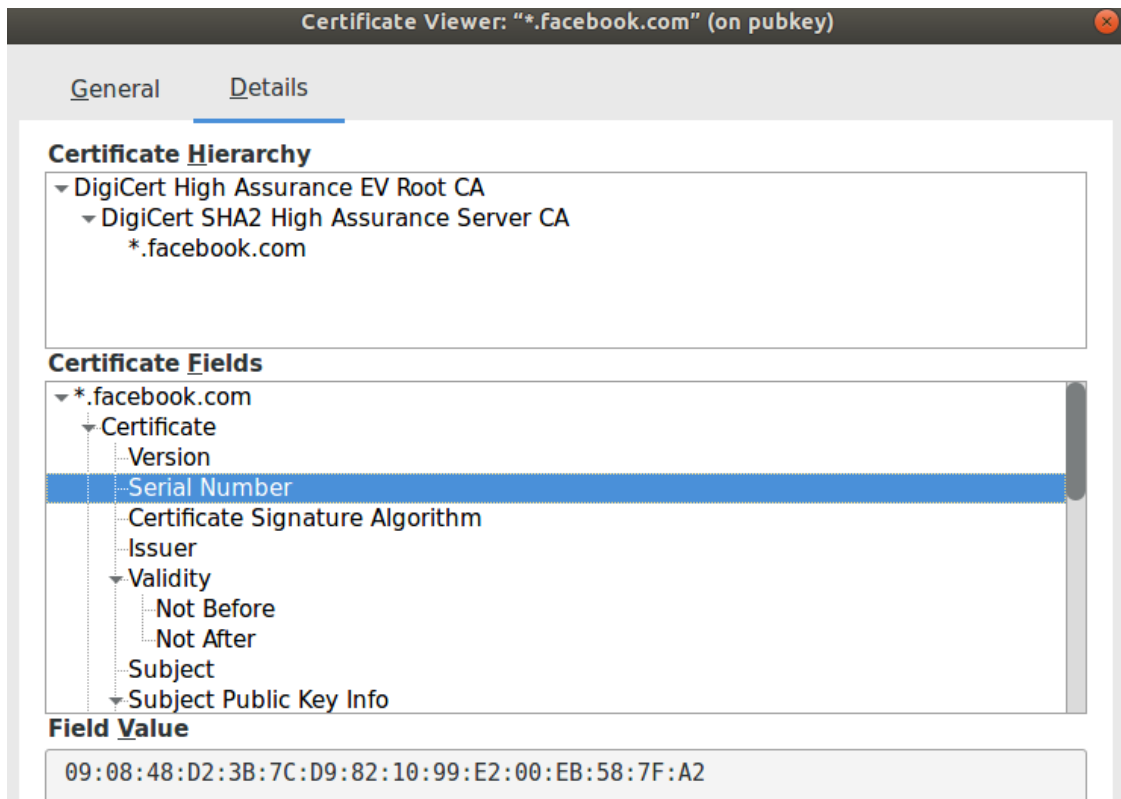 Certificate Viewer: “*.facebook.com” (on pubkey)
General Details
Certificate Hierarchy
DigiCert High Assurance EV Root CA
DigiCert SHA2 High Assurance Server CA
*.facebook.com
Certificate Fields
*.facebook.com
Certificate
Version
Serial Number
Certificate Signature Algorithm
Issuer
Validity
Not Before
Not After
Subject
Subject Public Key Info
Field Value
09:08:48:D2:3B:7C:D9:82:10:99:E2:00:EB:58:7F:A2